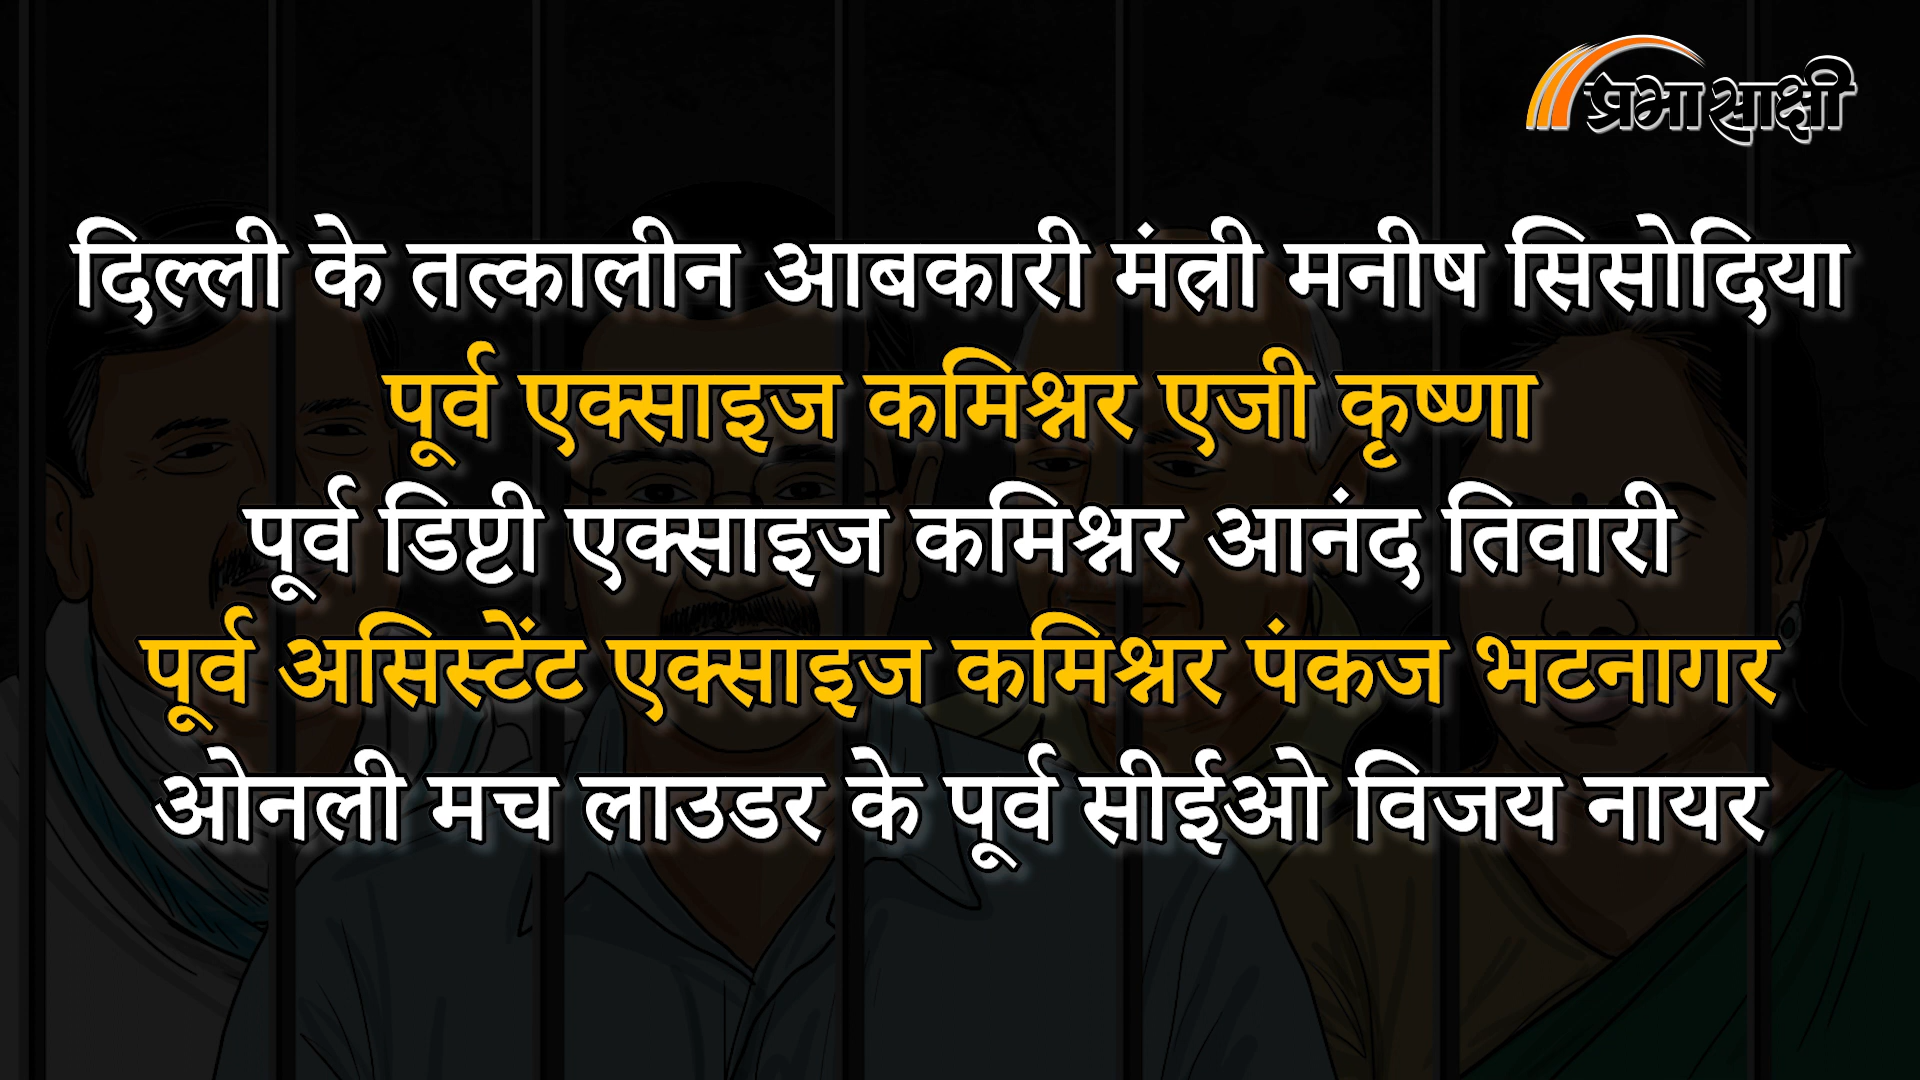 प्रभासाक्षी
दिल्ली के तत्कालीन आबकारी मंत्री मनीष सिसोदिया
पूर्व एक्साइज कमिश्नर एजी कृष्णा
पूर्व डिप्टी एक्साइज कमिश्नर आनंद तिवारी
पूर्व असिस्टेंट एक्साइज कमिश्नर पंकज भटनागर
ओनली मच लाउडर के पूर्व सीईओ विजय नायर